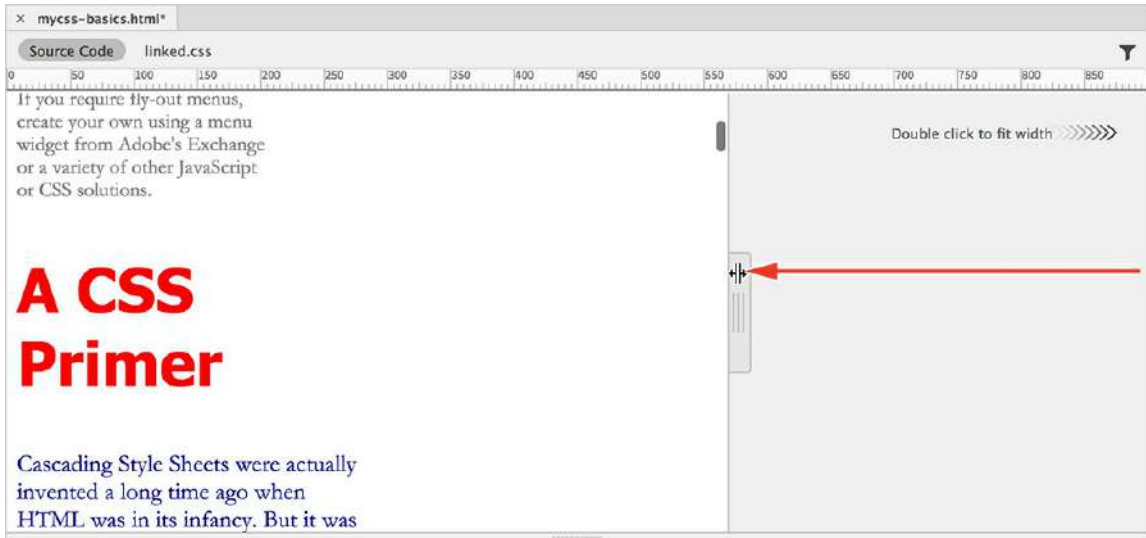 × mycss-basics.html*
Source Code linked.css
0 50 100 150 200 250 300 350 400 450 500 550 600 650 700 750 800 850
If you require fly-out menus,
create your own using a menu
widget from Adobe's Exchange
or a variety of other JavaScript
or CSS solutions.
Double click to fit width
A CSS
Primer
Cascading Style Sheets were actually
invented a long time ago when
HTML was in its infancy. But it was